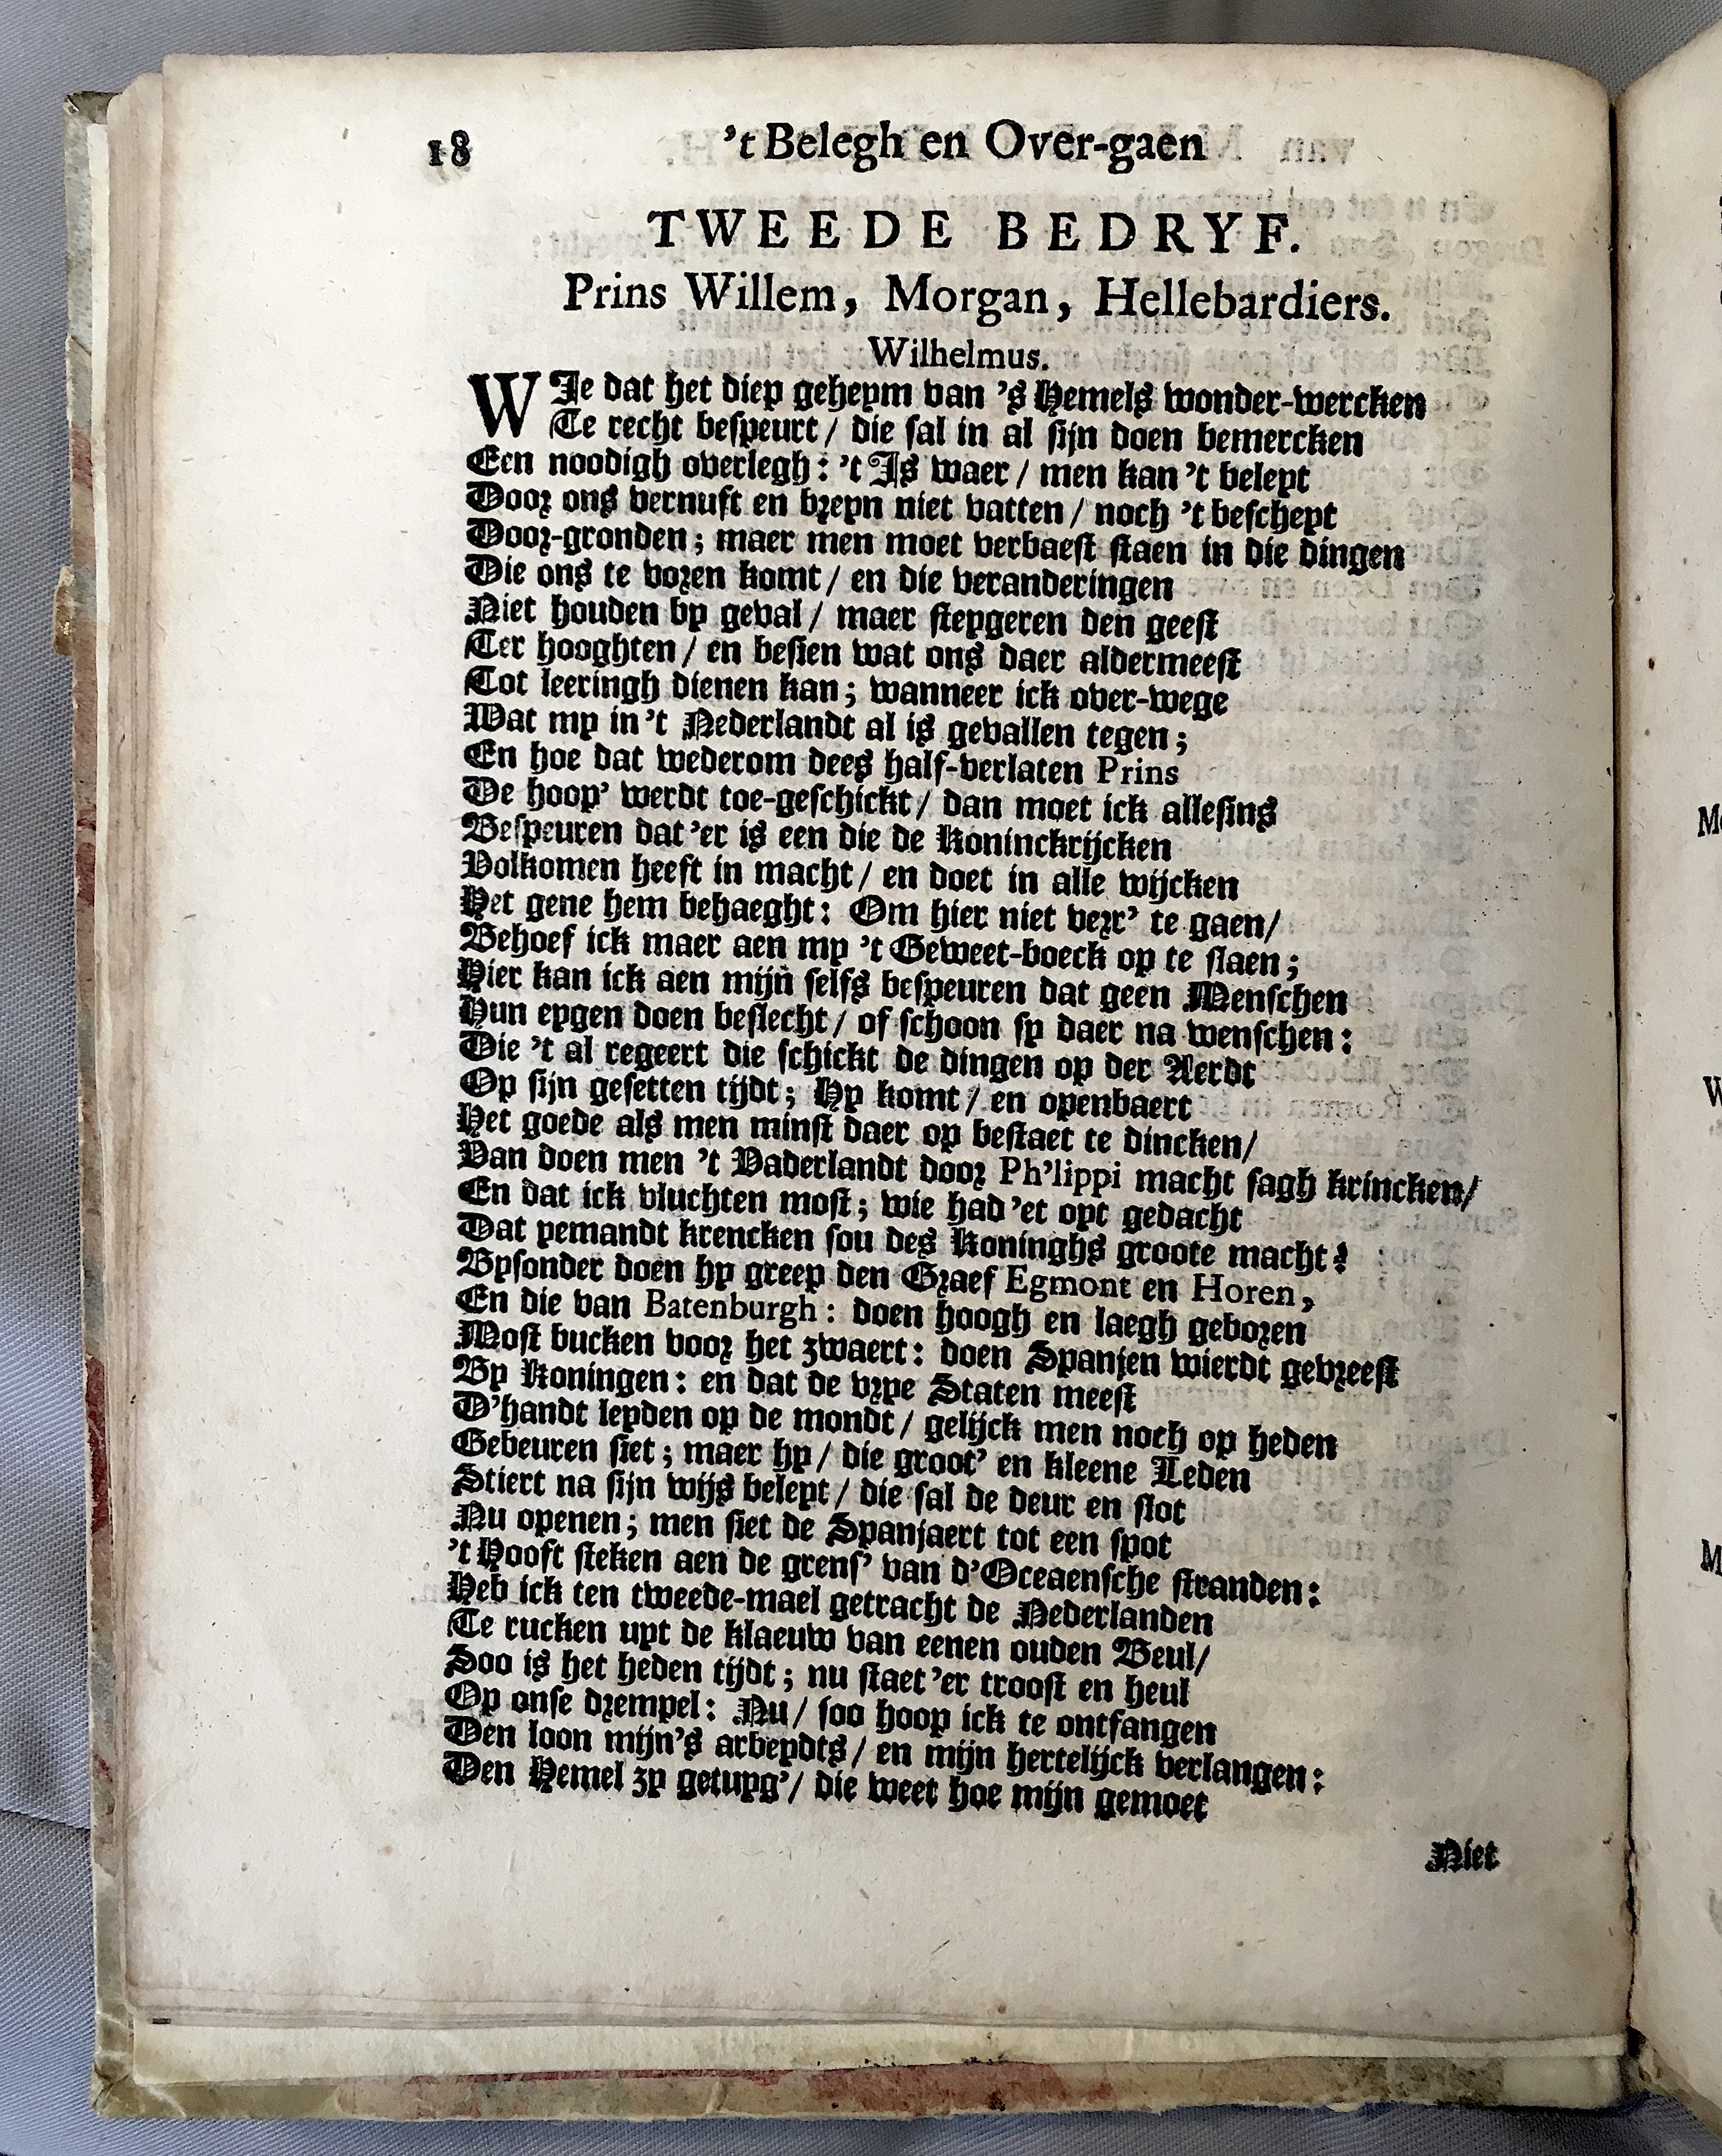 18 't Belegh en Over-gaen
TWEEDE BEDRYF.
Prins Willem, Morgan, Hellebardiers.
Wilhelmus.
WIe dat het diep geheym van 's Hemels wonder-wercken
Te recht bespeurt / die sal in al sijn doen bemercken
Een noodigh overlegh: 't Is waer / men kan 't beleyt
Door ons vernuft en breyn niet vatten / noch 't bescheyt
Door-gronden; maer men moet verbaest staen in die dingen
Die ons te voren komt / en die veranderingen
Niet houden by geval / maer steygeren den geest
Ter hooghten / en besien wat ons daer aldermeest
Tot leeringh dienen kan; wanneer ick over-wege
Wat my in 't Nederlandt al is gevallen tegen;
En hoe dat wederom dees half-verlaten Prins
De hoop' werdt toe-geschickt / dan moet ick allesins
Bespeuren dat 'er is een die de Koninckrijcken
Volkomen heeft in macht / en doet in alle wijcken
Het gene hem behaeght: Om hier niet verr' te gaen /
Behoef ick maer aen my 't Geweet-boeck op te slaen;
Hier kan ick aen mijn selfs bespeuren dat geen Menschen
Hun eygen doen beslecht / of schoon sy daer na wenschen:
Die 't al regeert die schickt de dingen op der Aerdt
Op sijn gesetten tijdt; Hy komt / en openbaert
Het goede als men minst daer op bestaet te dincken /
Van doen men 't Vaderlandt door Ph'lippi macht sagh krincken /
En dat ick vluchten most; wie had 'et oyt gedacht
Dat yemandt krencken sou des Koninghs groote macht!
Bysonder doen hy greep den Graef Egmont en Horen,
En die van Batenburgh: doen hoogh en laegh geboren
Most bucken voor het zwaert: doen Spanjen wierdt gevreest
By Koningen: en dat de vrye Staten meest
D'handt leyden op de mondt / gelijck men noch op heden
Gebeuren siet; maer hy / die groot' en kleene Leden
Stiert na sijn wijs beleyt / die sal de deur en slot
Nu openen; men siet de Spanjaert tot een spot
't Hooft steken aen de grens' van d'Oceaensche stranden:
Heb ick ten tweede-mael getracht de Nederlanden
Te rucken uyt de klaeuw van eenen ouden Beul /
Soo is het heden tijdt; nu staet 'er troost en heul
Op onse drempel: Nu / soo hoop ick te ontfangen
Den loon mijn's arbeydts / en mijn hertelijck verlangen:
Den Hemel zy getuyg' / die weet hoe mijn gemoet
Niet